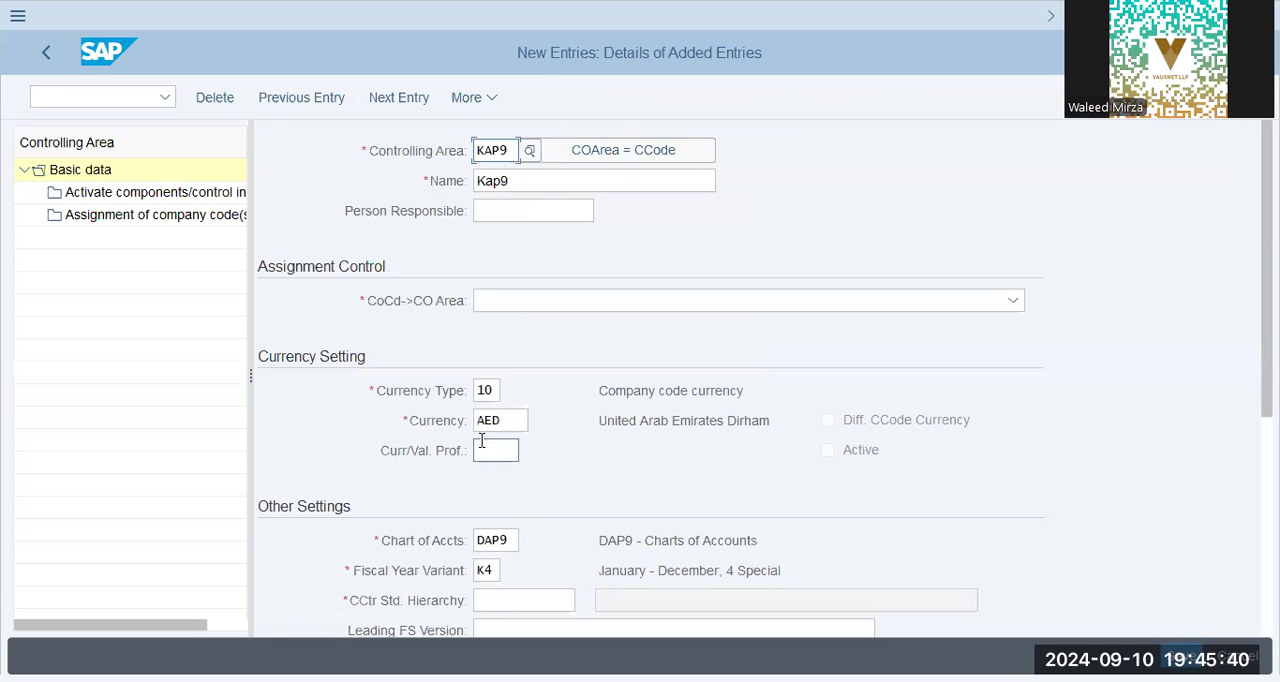 SAP
New Entries: Details of Added Entries
VAUSNET LLP
Waleed Mirza
Delete
Previous Entry
Next Entry
More
Controlling Area
Basic data
Activate components/control in
Assignment of company code(s
* Controlling Area: KAP9 COArea = CCode
* Name: Kap9
Person Responsible:
Assignment Control
* CoCd->CO Area:
Currency Setting
* Currency Type: 10 Company code currency
* Currency: AED United Arab Emirates Dirham Diff. CCode Currency
Curr/Val. Prof.: Active
Other Settings
* Chart of Accts: DAP9 DAP9 - Charts of Accounts
* Fiscal Year Variant: K4 January - December, 4 Special
* CCtr Std. Hierarchy:
Leading FS Version:
2024-09-10 19:45:40